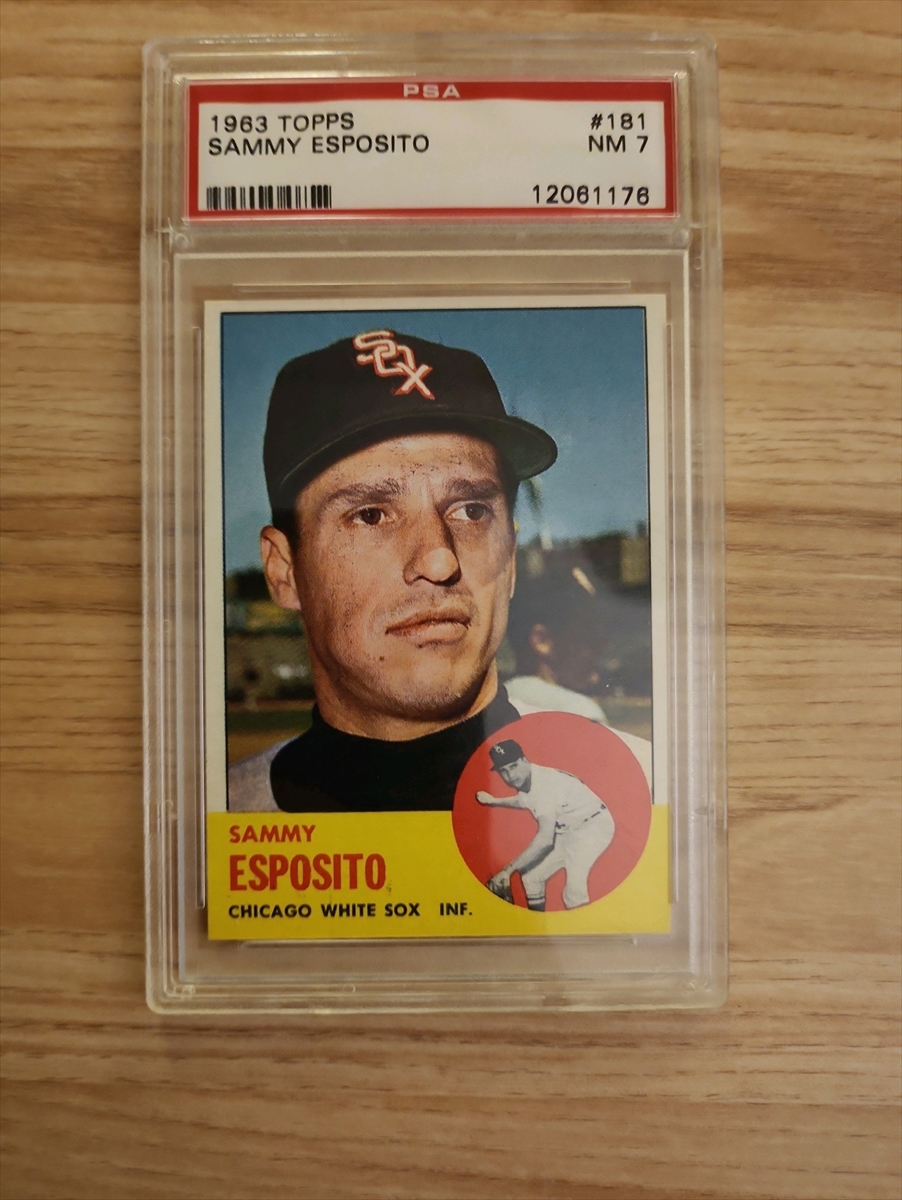 PSA
1963 TOPPS #181
SAMMY ESPOSITO NM 7
12061176
SOX
SAMMY
ESPOSITO
CHICAGO WHITE SOX INF.